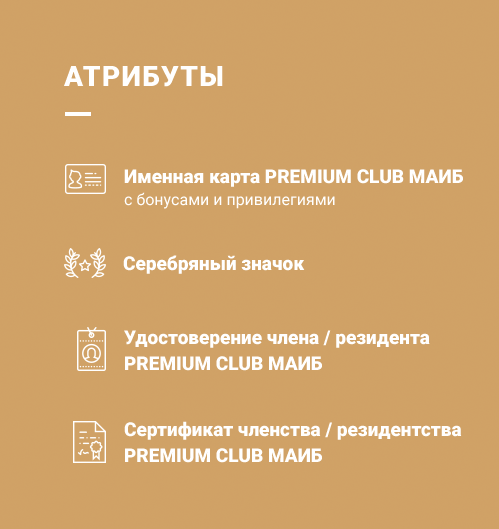 АТРИБУТЫ
Именная карта PREMIUM CLUB МАИБ
с бонусами и привилегиями
Серебряный значок
Удостоверение члена / резидента
PREMIUM CLUB МАИБ
Сертификат членства / резидентства
PREMIUM CLUB МАИБ